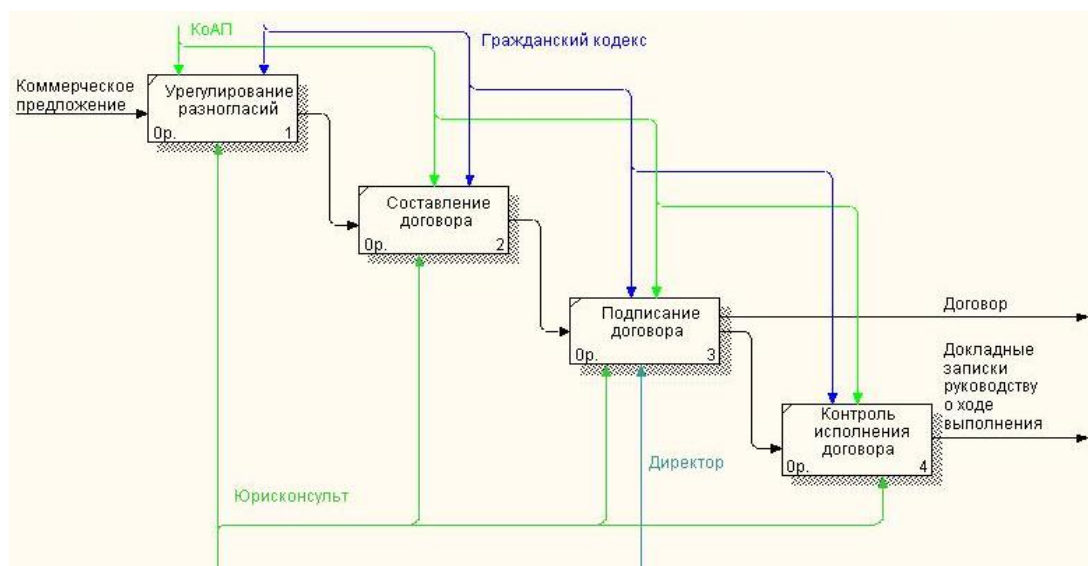 КоАП
Гражданский кодекс
Коммерческое
предложение
Урегулирование
разногласий
0р.
1
Составление
договора
0р.
2
Подписание
договора
0р.
3
Договор
Докладные
записки
руководству
о ходе
выполнения
Контроль
исполнения
договора
0р.
4
Директор
Юрисконсульт